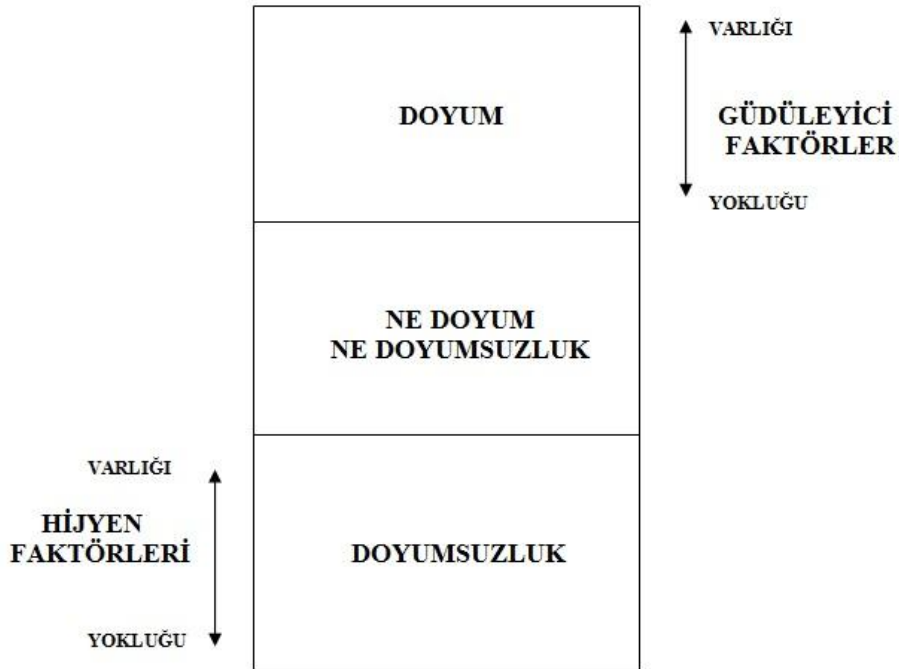 VARLIĞI
DOYUM
GÜDÜLEYİCİ
FAKTÖRLER
YOKLUĞU
NE DOYUM
NE DOYUMSUZLUK
VARLIĞI
HİJYEN
FAKTÖRLERİ
DOYUMSUZLUK
YOKLUĞU